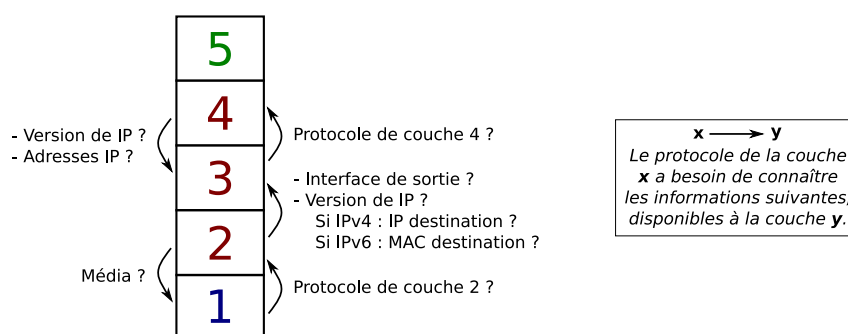 5
4
- Version de IP ?
- Adresses IP ?
Protocole de couche 4 ?
3
- Interface de sortie ?
- Version de IP ?
Si IPv4 : IP destination ?
Si IPv6 : MAC destination ?
2
Média ?
Protocole de couche 2 ?
1
x → y
Le protocole de la couche
x a besoin de connaître
les informations suivantes,
disponibles à la couche y.